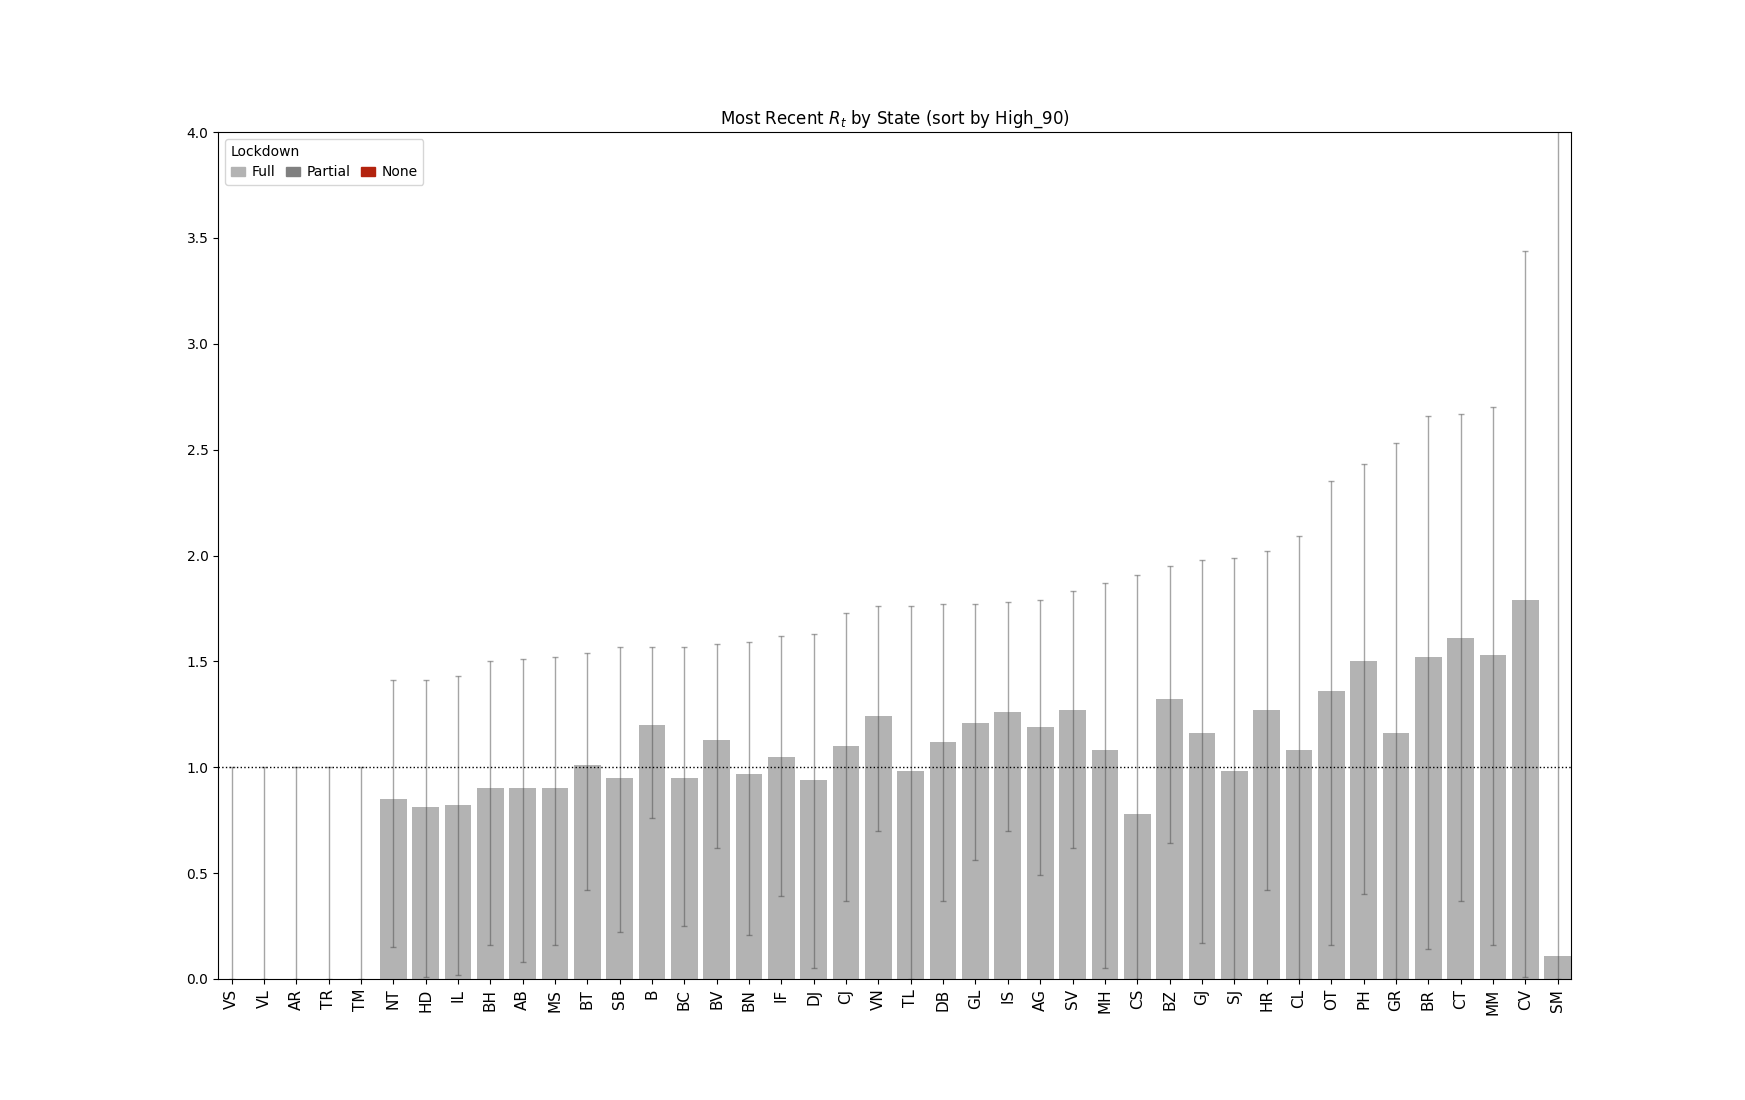 Most Recent R_t by State (sort by High_90)
Lockdown
Full Partial None
4.0
3.5
3.0
2.5
2.0
1.5
1.0
0.5
0.0
VS VL AR TR TM NT HD IL BH AB MS BT SB B BC BV BN IF DJ CJ VN TL DB GL IS AG SV MH CS BZ GJ SJ HR CL OT PH GR BR CT MM CV SM